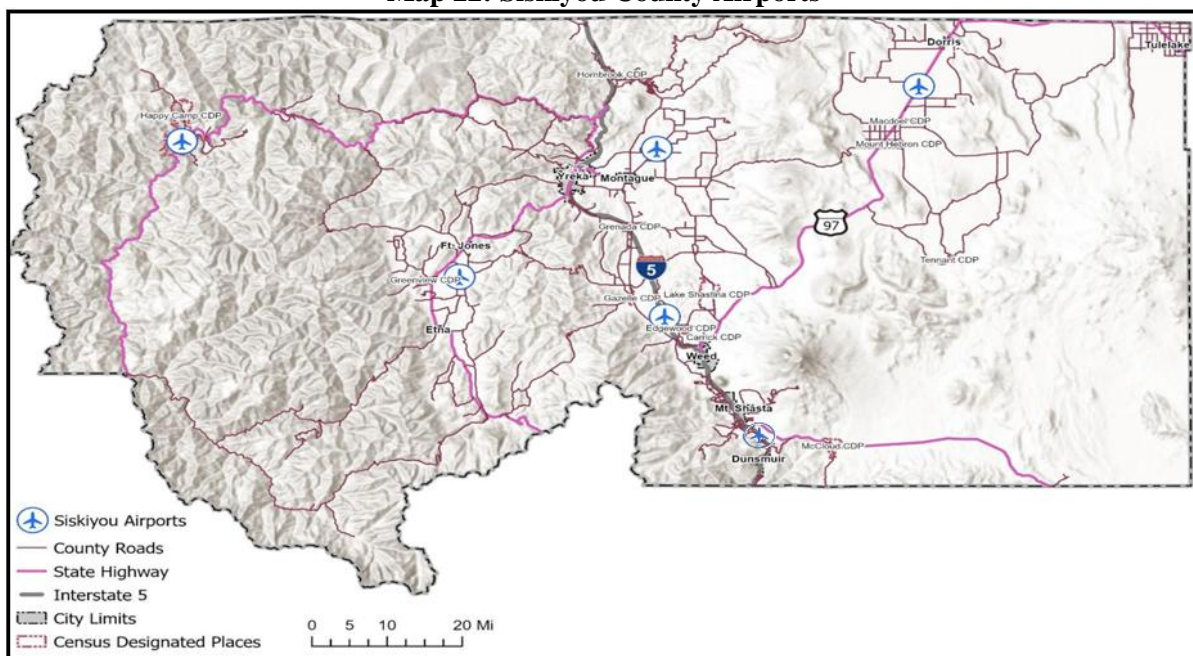 Map 22: Siskiyou County Airports
Dorris
Tulelake
Hornbrook CDP
Happy Camp CDP
Macdoel CDP
Mount Hebron CDP
Yreka
Montague
Grenada CDP
97
Ft. Jones
Tennant CDP
5
Greenview CDP
Gazelle CDP
Lake Shastina CDP
Etna
Edgewood CDP
Carrick CDP
Weed
Mt. Shasta
McCloud CDP
Dunsmuir
Siskiyou Airports
County Roads
State Highway
Interstate 5
City Limits
Census Designated Places
0 5 10 20 Mi